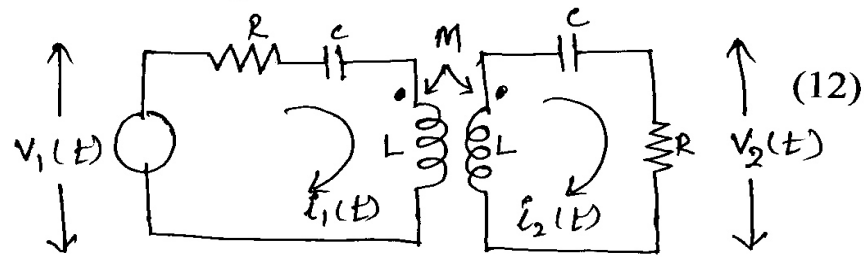 R C M C
V₁(t) L L R V₂(t) (12)
i₁(t) i₂(t)